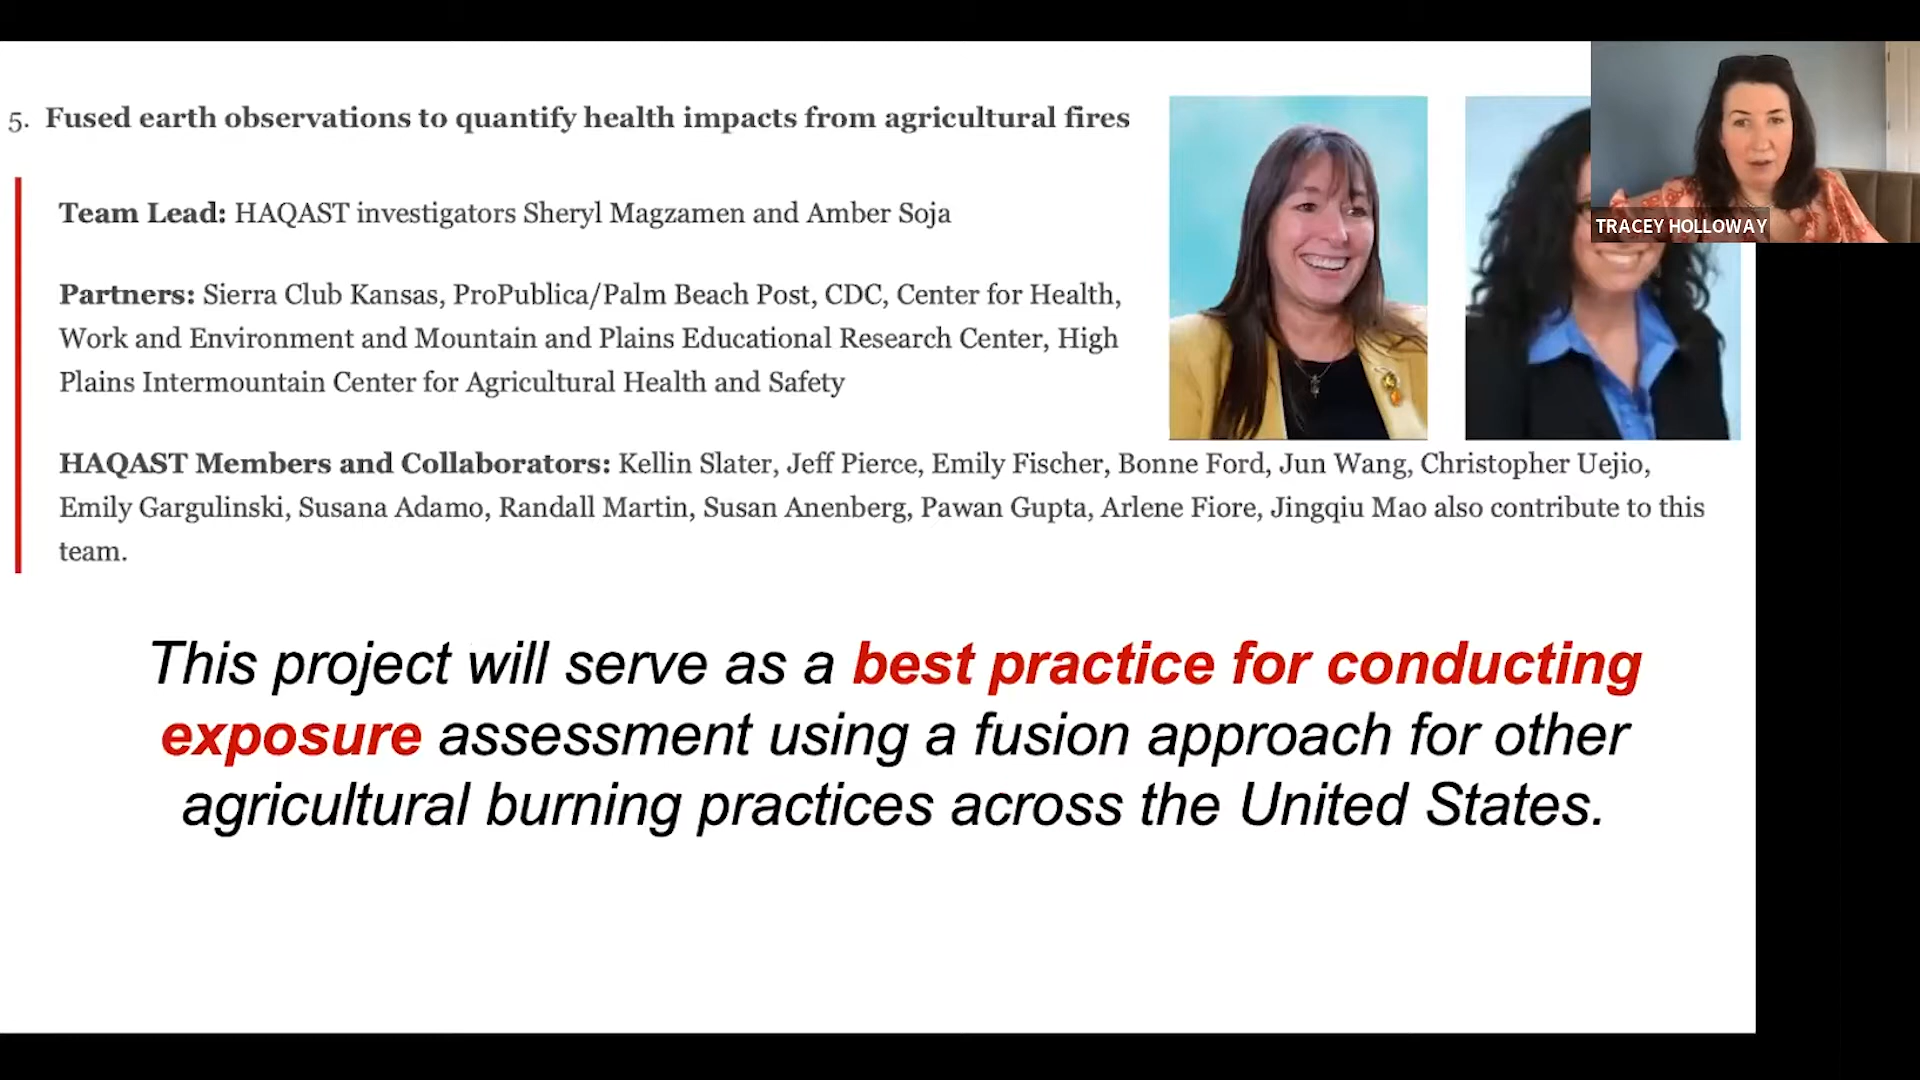 5. Fused earth observations to quantify health impacts from agricultural fires
TRACEY HOLLOWAY
Team Lead: HAQAST investigators Sheryl Magzamen and Amber Soja
Partners: Sierra Club Kansas, ProPublica/Palm Beach Post, CDC, Center for Health,
Work and Environment and Mountain and Plains Educational Research Center, High
Plains Intermountain Center for Agricultural Health and Safety
HAQAST Members and Collaborators: Kellin Slater, Jeff Pierce, Emily Fischer, Bonne Ford, Jun Wang, Christopher Uejio,
Emily Gargulinski, Susana Adamo, Randall Martin, Susan Anenberg, Pawan Gupta, Arlene Fiore, Jingqiu Mao also contribute to this
team.
This project will serve as a best practice for conducting
exposure assessment using a fusion approach for other
agricultural burning practices across the United States.